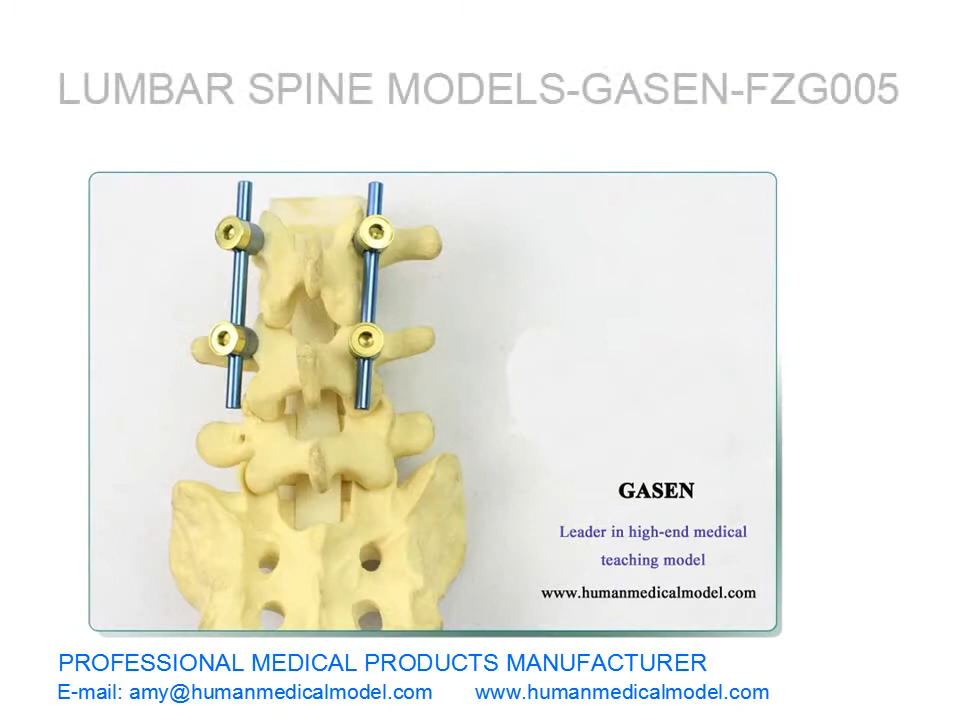 LUMBAR SPINE MODELS-GASEN-FZG005
GASEN
Leader in high-end medical
teaching model
www.humanmedicalmodel.com
PROFESSIONAL MEDICAL PRODUCTS MANUFACTURER
E-mail: amy@humanmedicalmodel.com www.humanmedicalmodel.com